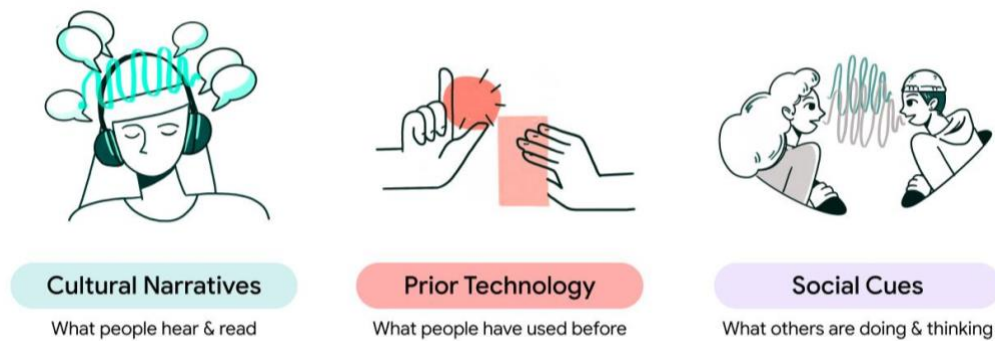 Cultural Narratives
What people hear & read
Prior Technology
What people have used before
Social Cues
What others are doing & thinking